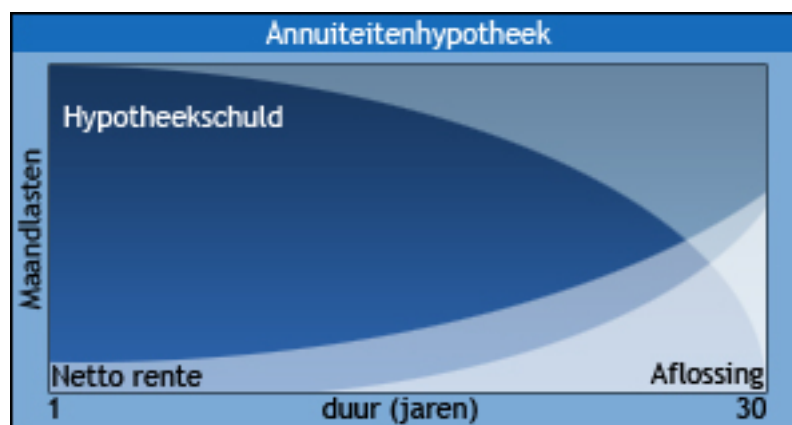 Annuiteitenhypotheek
Hypotheekschuld
Maandlasten
Netto rente
Aflossing
1
duur (jaren)
30